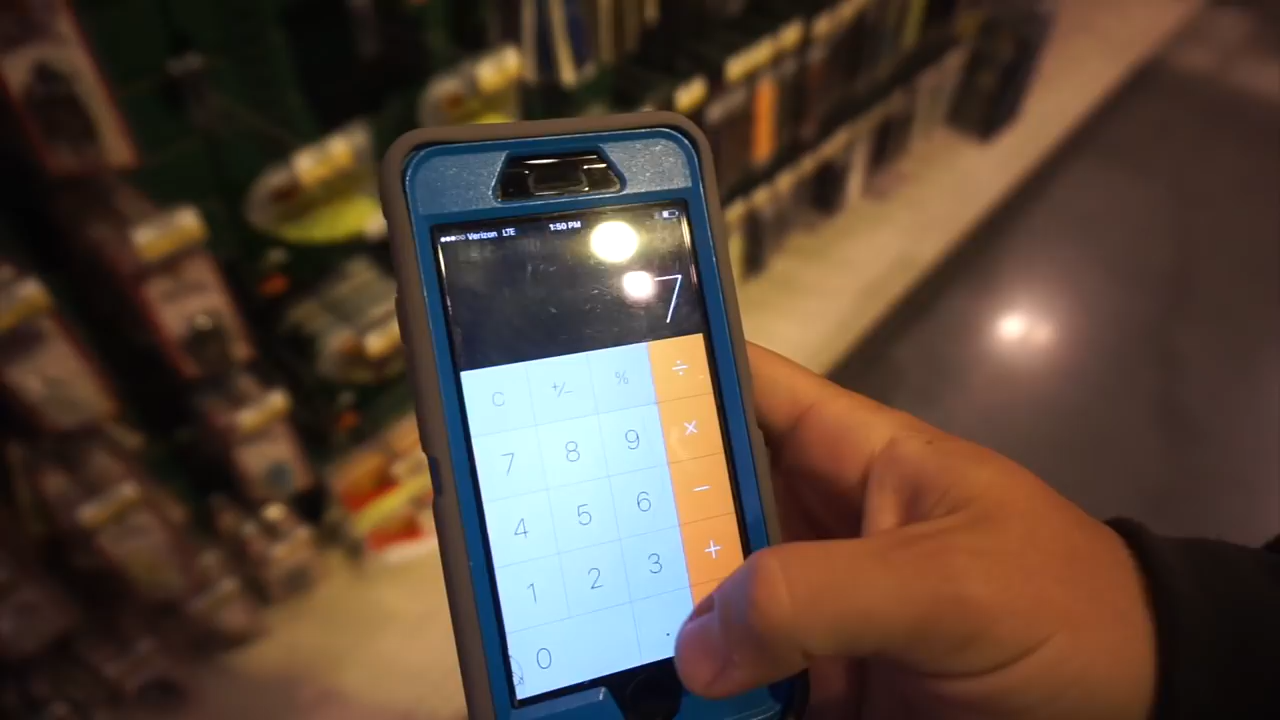 Verizon LTE 1:50 PM
7
C +/- % ÷
7 8 9 ×
4 5 6 −
1 2 3 +
0 .